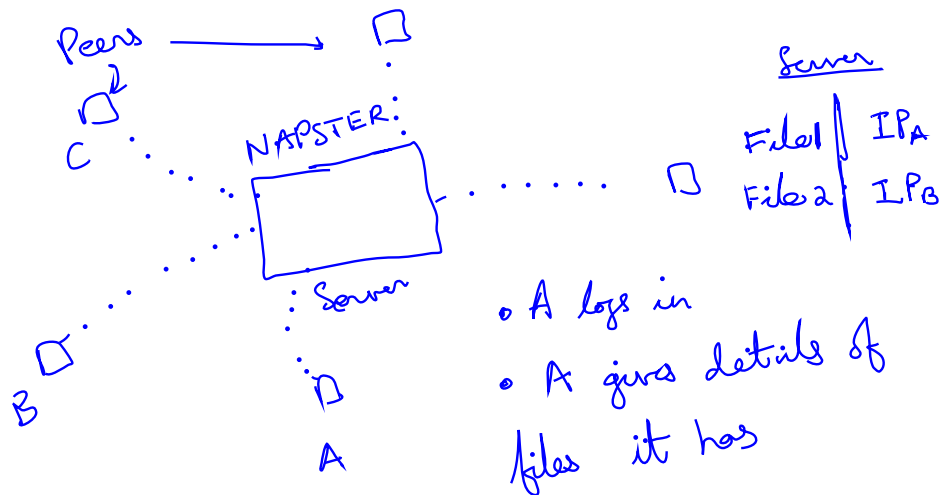 Peers
Server
C
NAPSTER
File1 IPA
File2 IPB
Server
• A logs in
B
• A gives details of
A
files it has